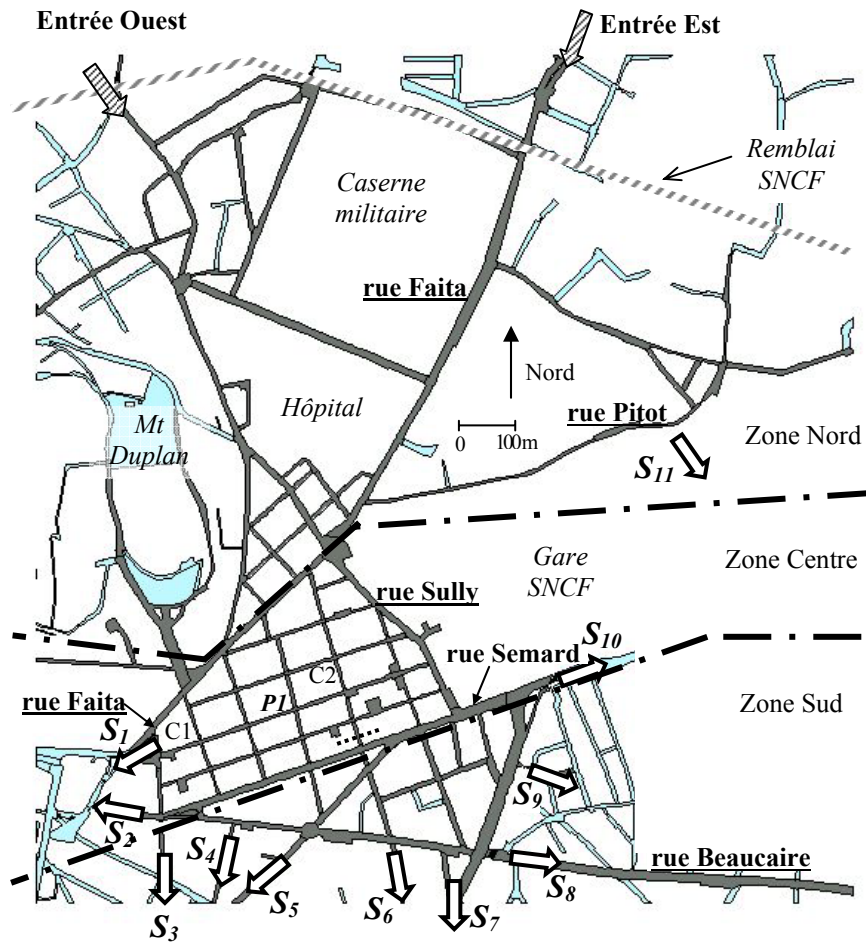 Entrée Ouest
Entrée Est
Remblai
SNCF
Caserne
militaire
rue Faita
Nord
Hôpital
0 100m
rue Pitot
Mt
Duplan
Zone Nord
S11
Gare
SNCF
Zone Centre
rue Sully
S10
rue Semard
C2
P1
rue Faita
Zone Sud
S1
C1
S9
S2
S4
rue Beaucaire
S8
S5
S6
S7
S3